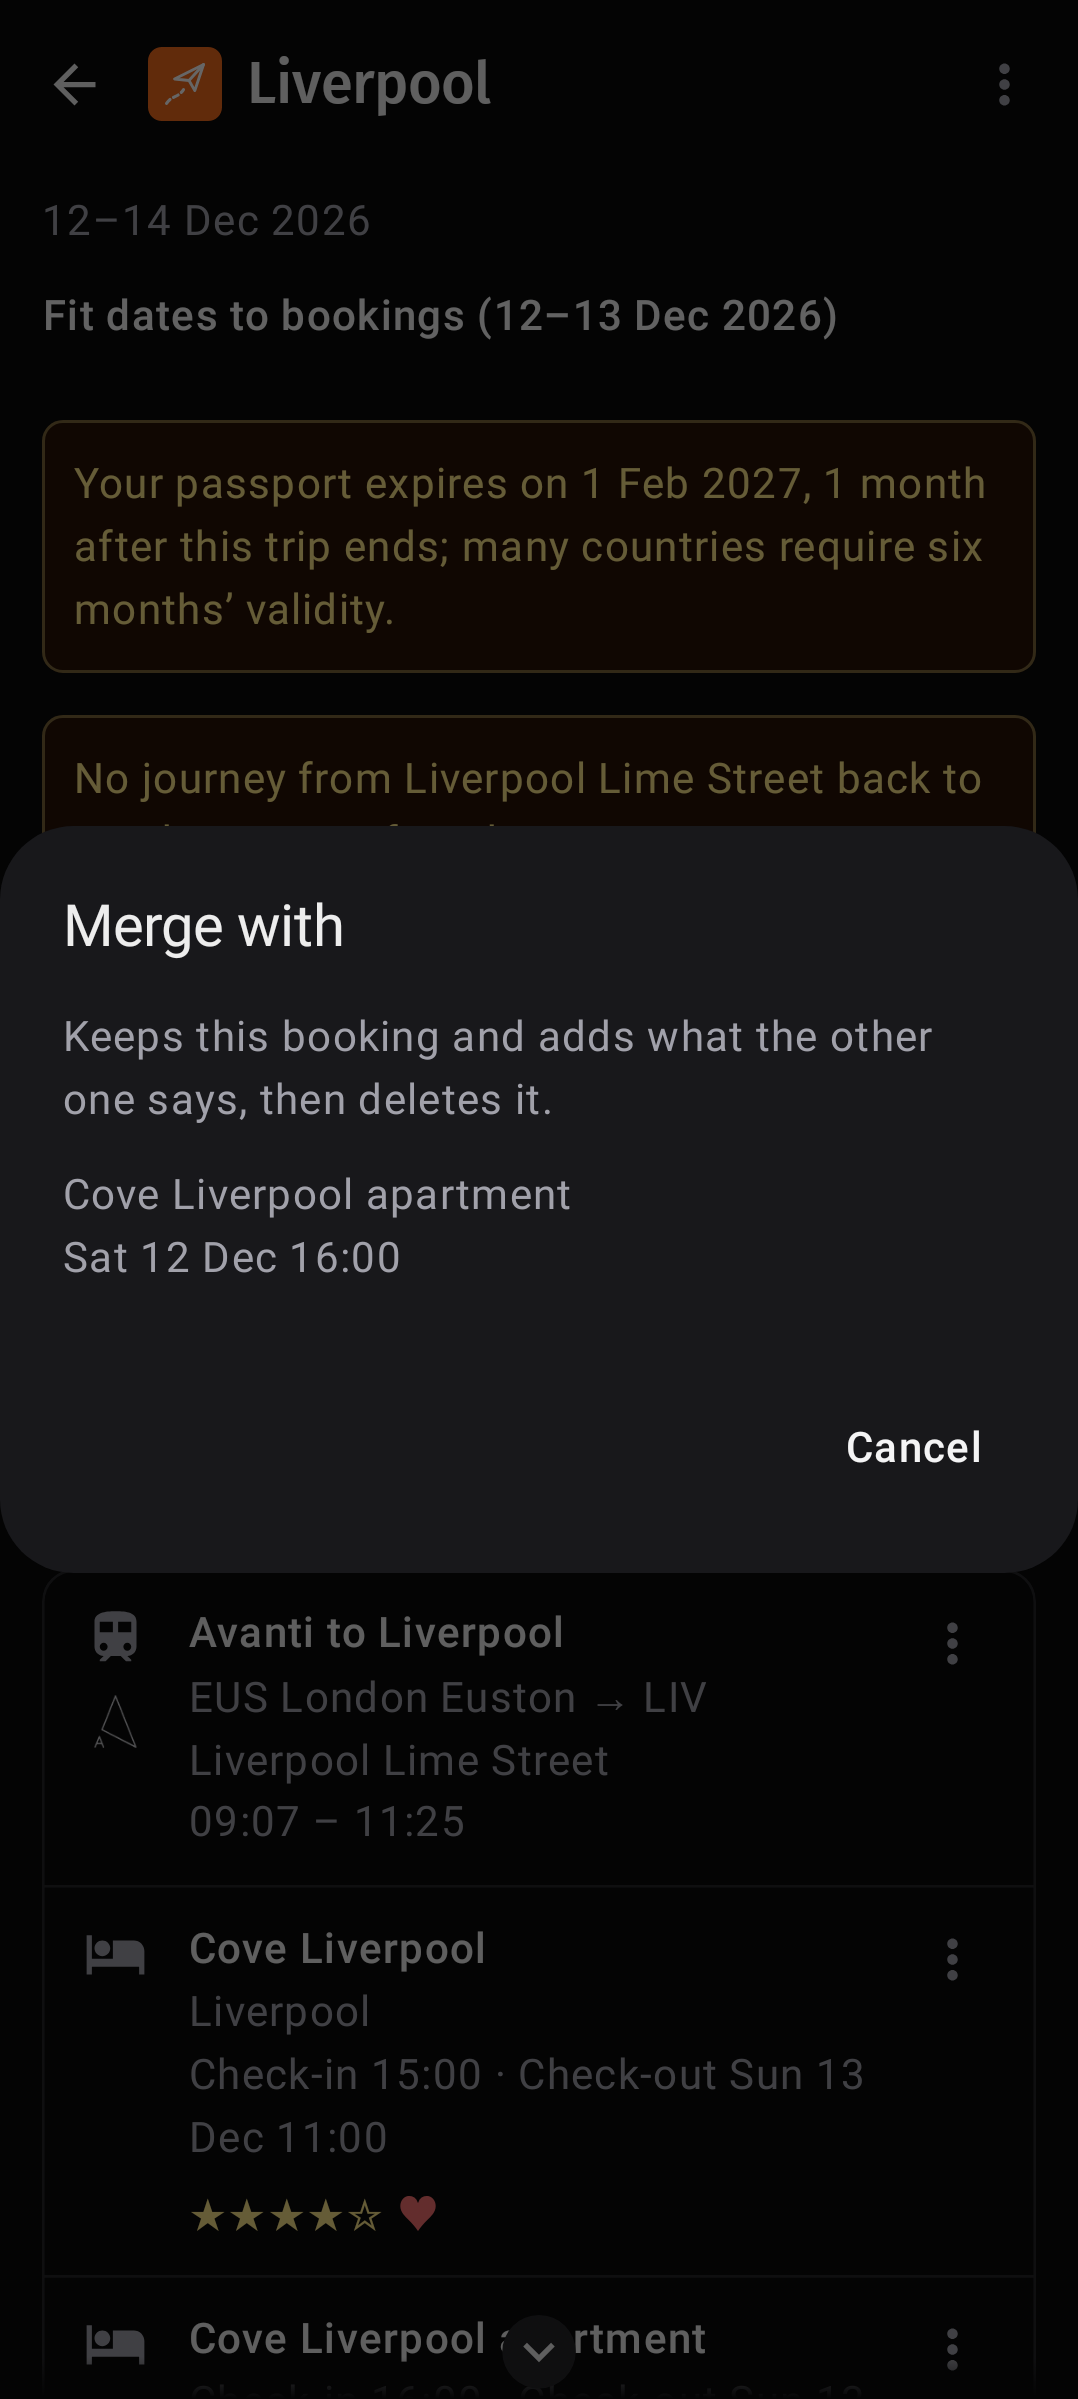 Liverpool
12–14 Dec 2026
Fit dates to bookings (12–13 Dec 2026)
Your passport expires on 1 Feb 2027, 1 month
after this trip ends; many countries require six
months’ validity.
No journey from Liverpool Lime Street back to
Merge with
Keeps this booking and adds what the other
one says, then deletes it.
Cove Liverpool apartment
Sat 12 Dec 16:00
Cancel
Avanti to Liverpool
EUS London Euston → LIV
Liverpool Lime Street
09:07 – 11:25
A
Cove Liverpool
Liverpool
Check-in 15:00 · Check-out Sun 13
Dec 11:00
★★★★☆ ♥
Cove Liverpool